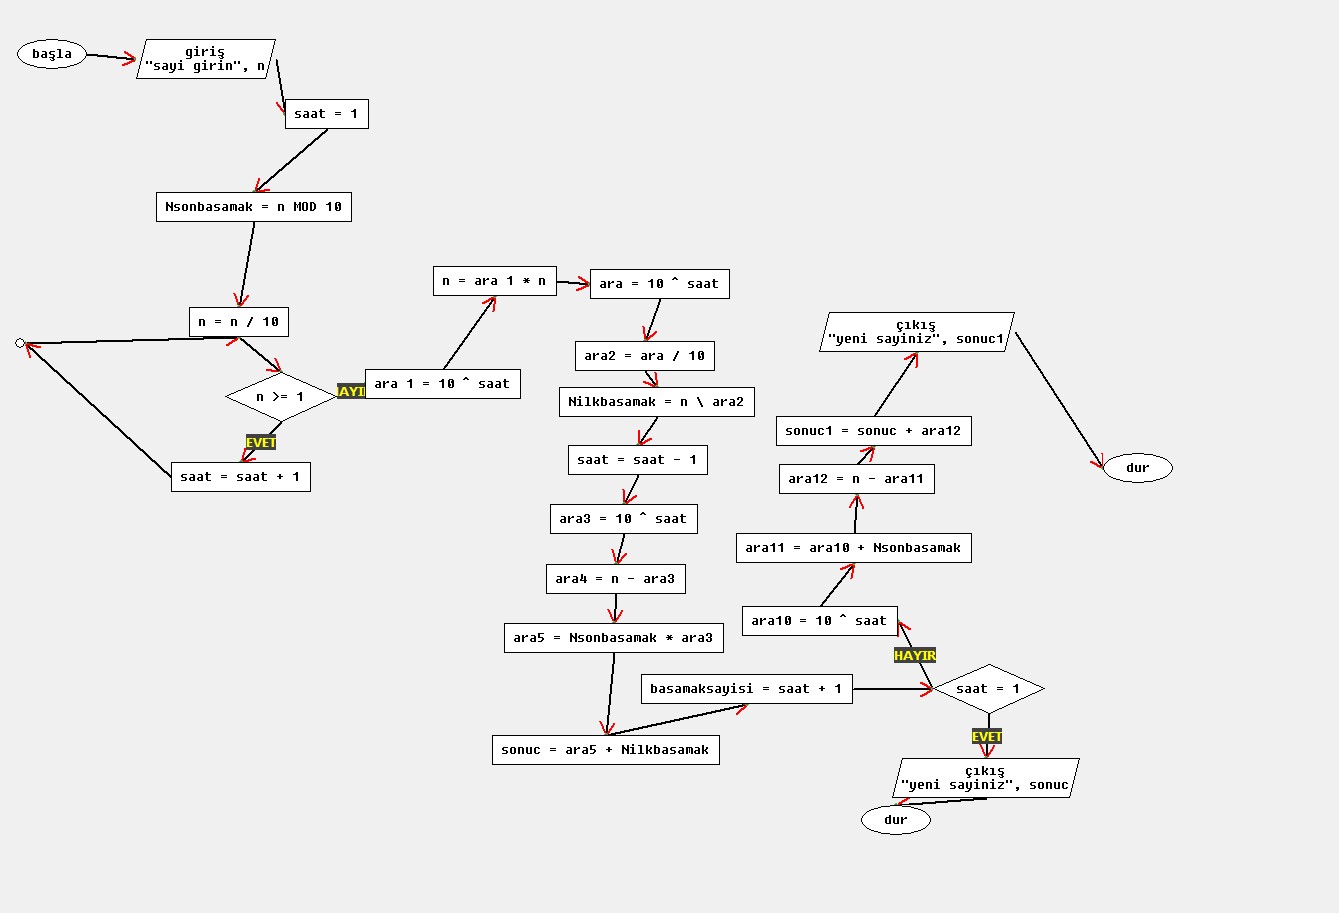 başla
giriş
"sayi girin", n
saat = 1
Nsonbasamak = n MOD 10
n = n / 10
n >= 1
EVET
saat = saat + 1
ara 1 = 10 ^ saat
n = ara 1 * n
ara = 10 ^ saat
ara2 = ara / 10
Nilkbasamak = n \ ara2
saat = saat - 1
ara3 = 10 ^ saat
ara4 = n - ara3
ara5 = Nsonbasamak * ara3
sonuc = ara5 + Nilkbasamak
basamaksayisi = saat + 1
saat = 1
HAYIR
ara10 = 10 ^ saat
ara11 = ara10 + Nsonbasamak
ara12 = n - ara11
sonuc1 = sonuc + ara12
çıkış
"yeni sayiniz", sonuc1
dur
EVET
çıkış
"yeni sayiniz", sonuc
dur